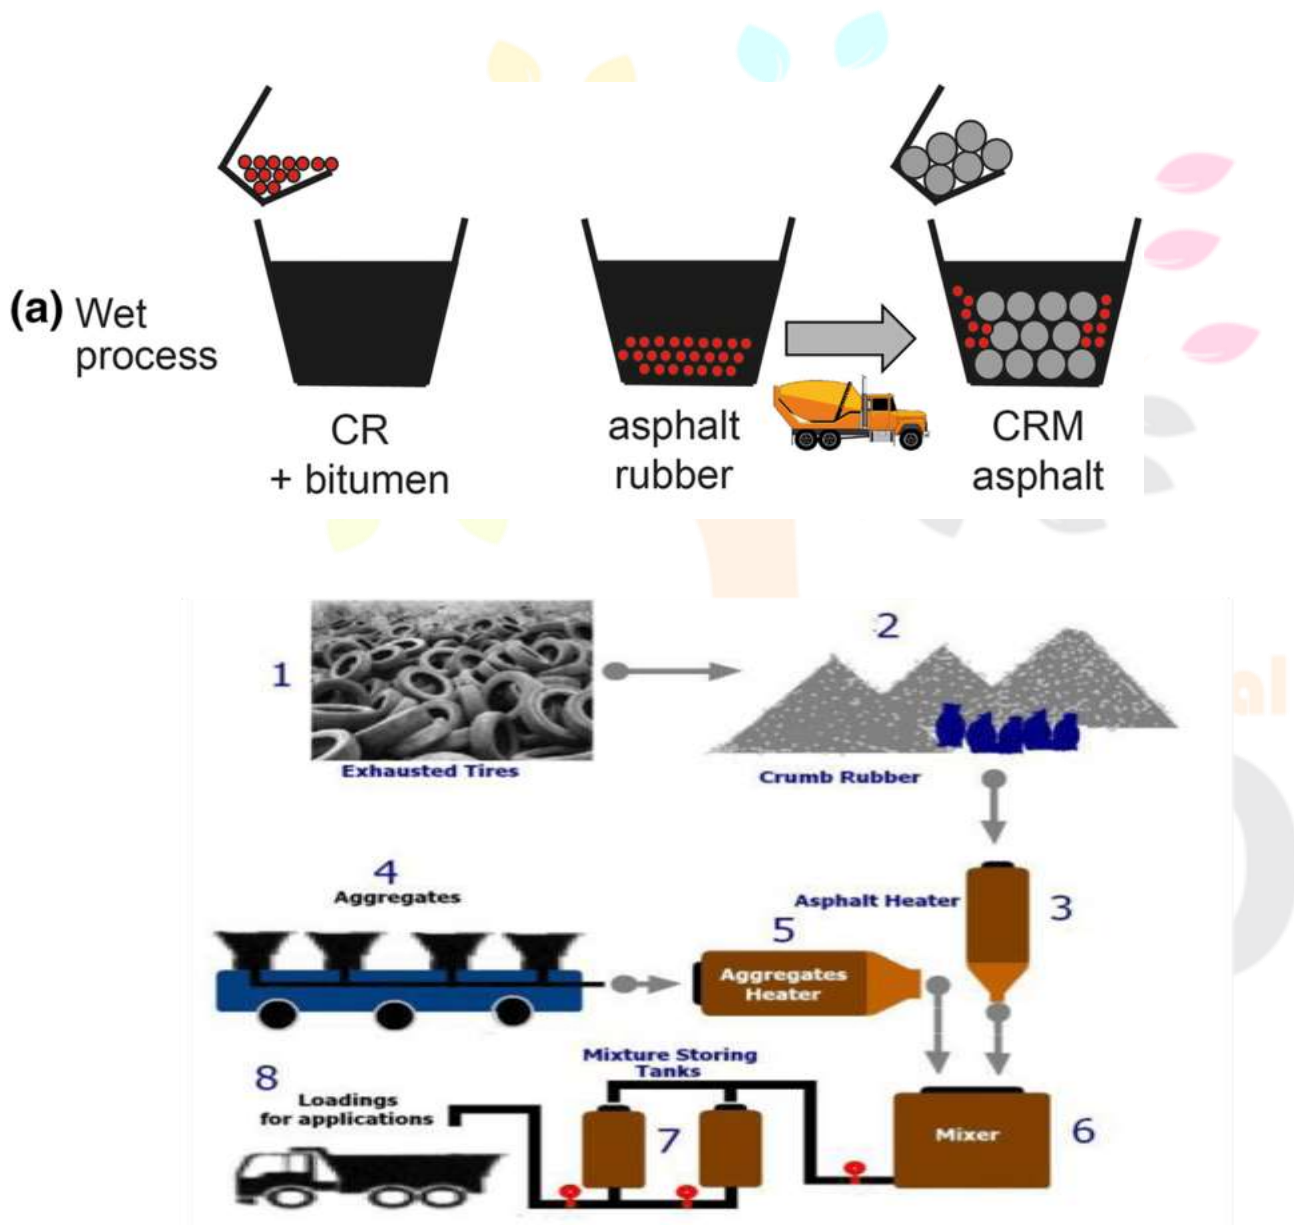 (a) Wet
process
CR
+ bitumen
asphalt
rubber
CRM
asphalt
1
Exhausted Tires
2
Crumb Rubber
al
4
Aggregates
Asphalt Heater
3
5
Aggregates
Heater
Mixture Storing
Tanks
8
Loadings
for applications
7
Mixer
6